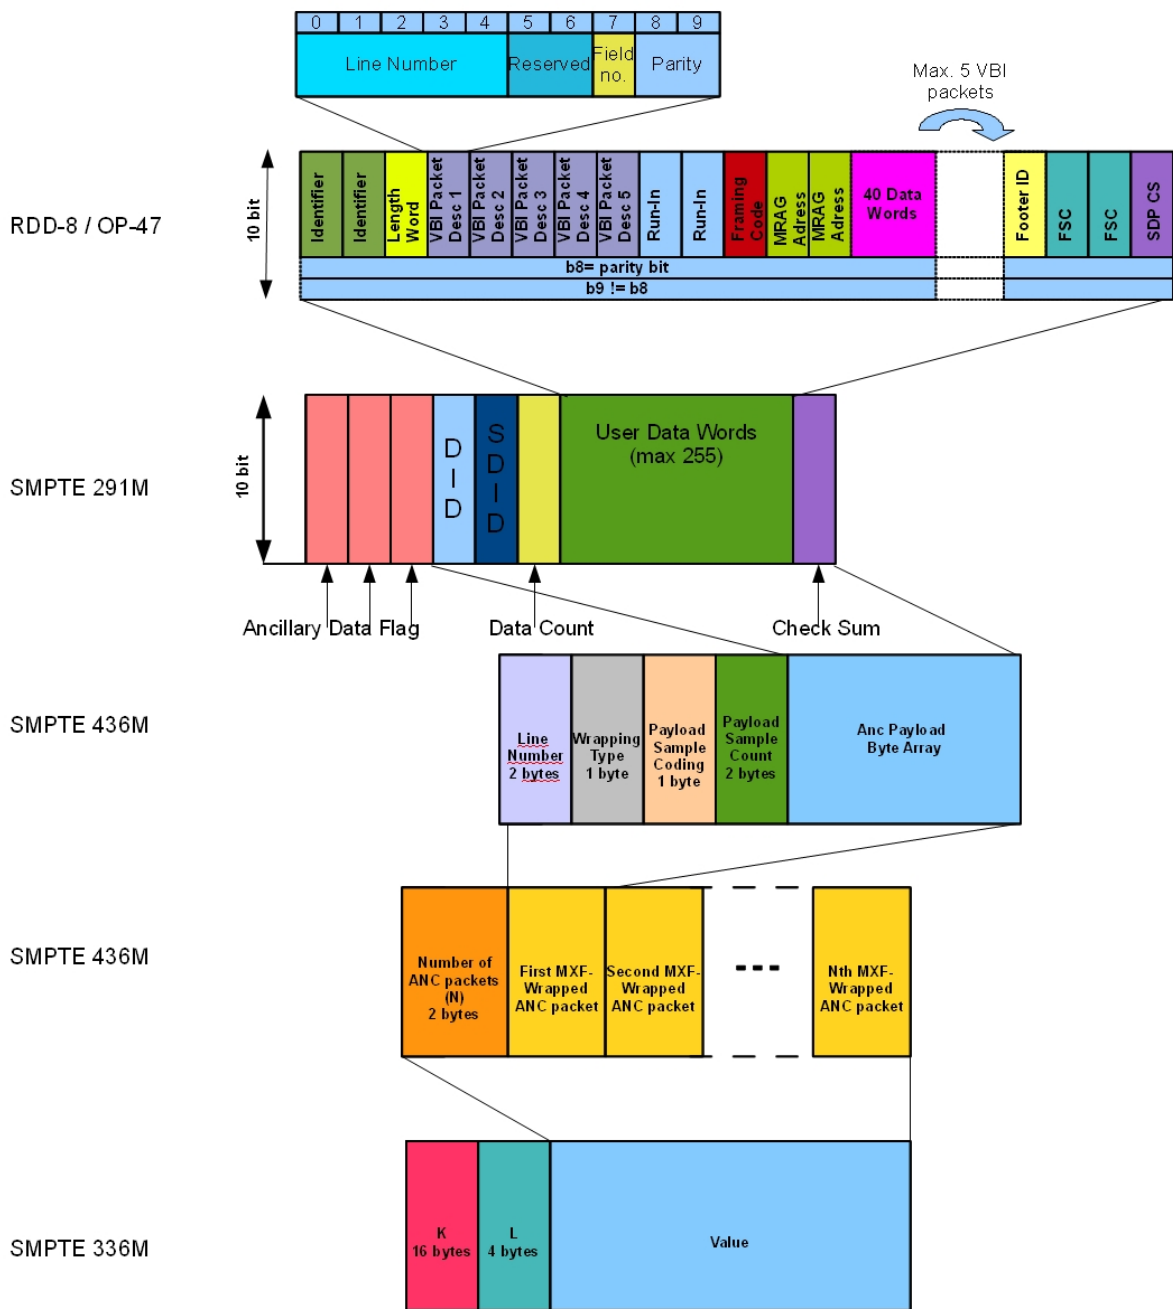 0 1 2 3 4 5 6 7 8 9
Line Number
Reserved
Field
no.
Parity
Max. 5 VBI
packets
RDD-8 / OP-47
10 bit
Identifier
Identifier
Length
Word
VBI Packet
Desc 1
VBI Packet
Desc 2
VBI Packet
Desc 3
VBI Packet
Desc 4
VBI Packet
Desc 5
Run-In
Run-In
Framing
Code
MRAG
Adress
MRAG
Adress
40 Data
Words
Footer ID
FSC
FSC
SDP CS
b8= parity bit
b9 != b8
SMPTE 291M
10 bit
DID
SDID
User Data Words
(max 255)
Ancillary Data Flag
Data Count
Check Sum
SMPTE 436M
Line
Number
2 bytes
Wrapping
Type
1 byte
Payload
Sample
Coding
1 byte
Payload
Sample
Count
2 bytes
Anc Payload
Byte Array
SMPTE 436M
Number of
ANC packets
(N)
2 bytes
First MXF-
Wrapped
ANC packet
Second MXF-
Wrapped
ANC packet
---
Nth MXF-
Wrapped
ANC packet
SMPTE 336M
K
16 bytes
L
4 bytes
Value